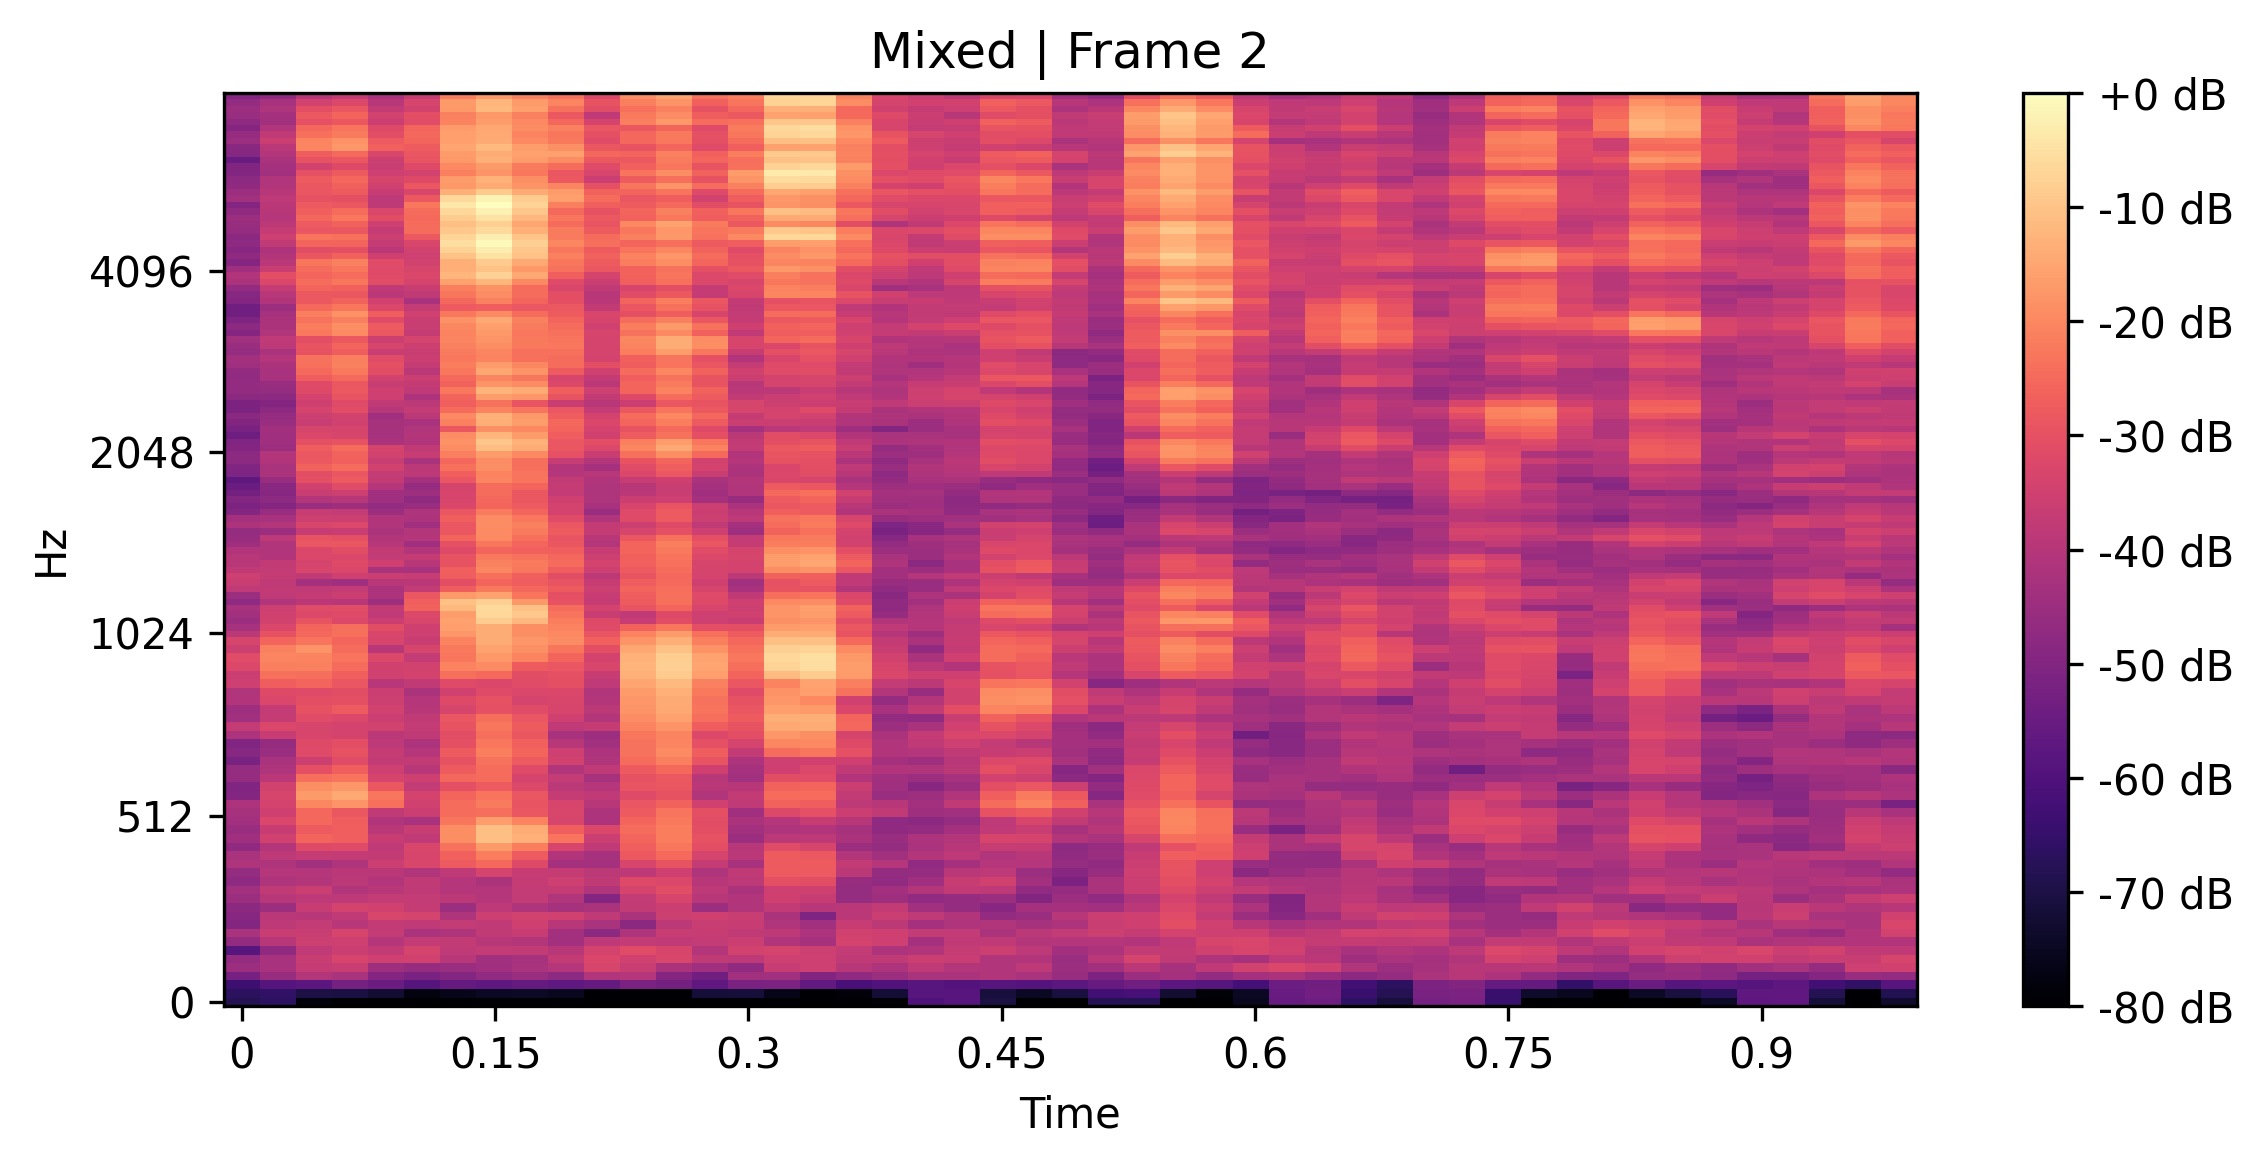 Mixed | Frame 2
+0 dB
-10 dB
-20 dB
-30 dB
-40 dB
-50 dB
-60 dB
-70 dB
-80 dB
Hz
4096
2048
1024
512
0
0 0.15 0.3 0.45 0.6 0.75 0.9
Time